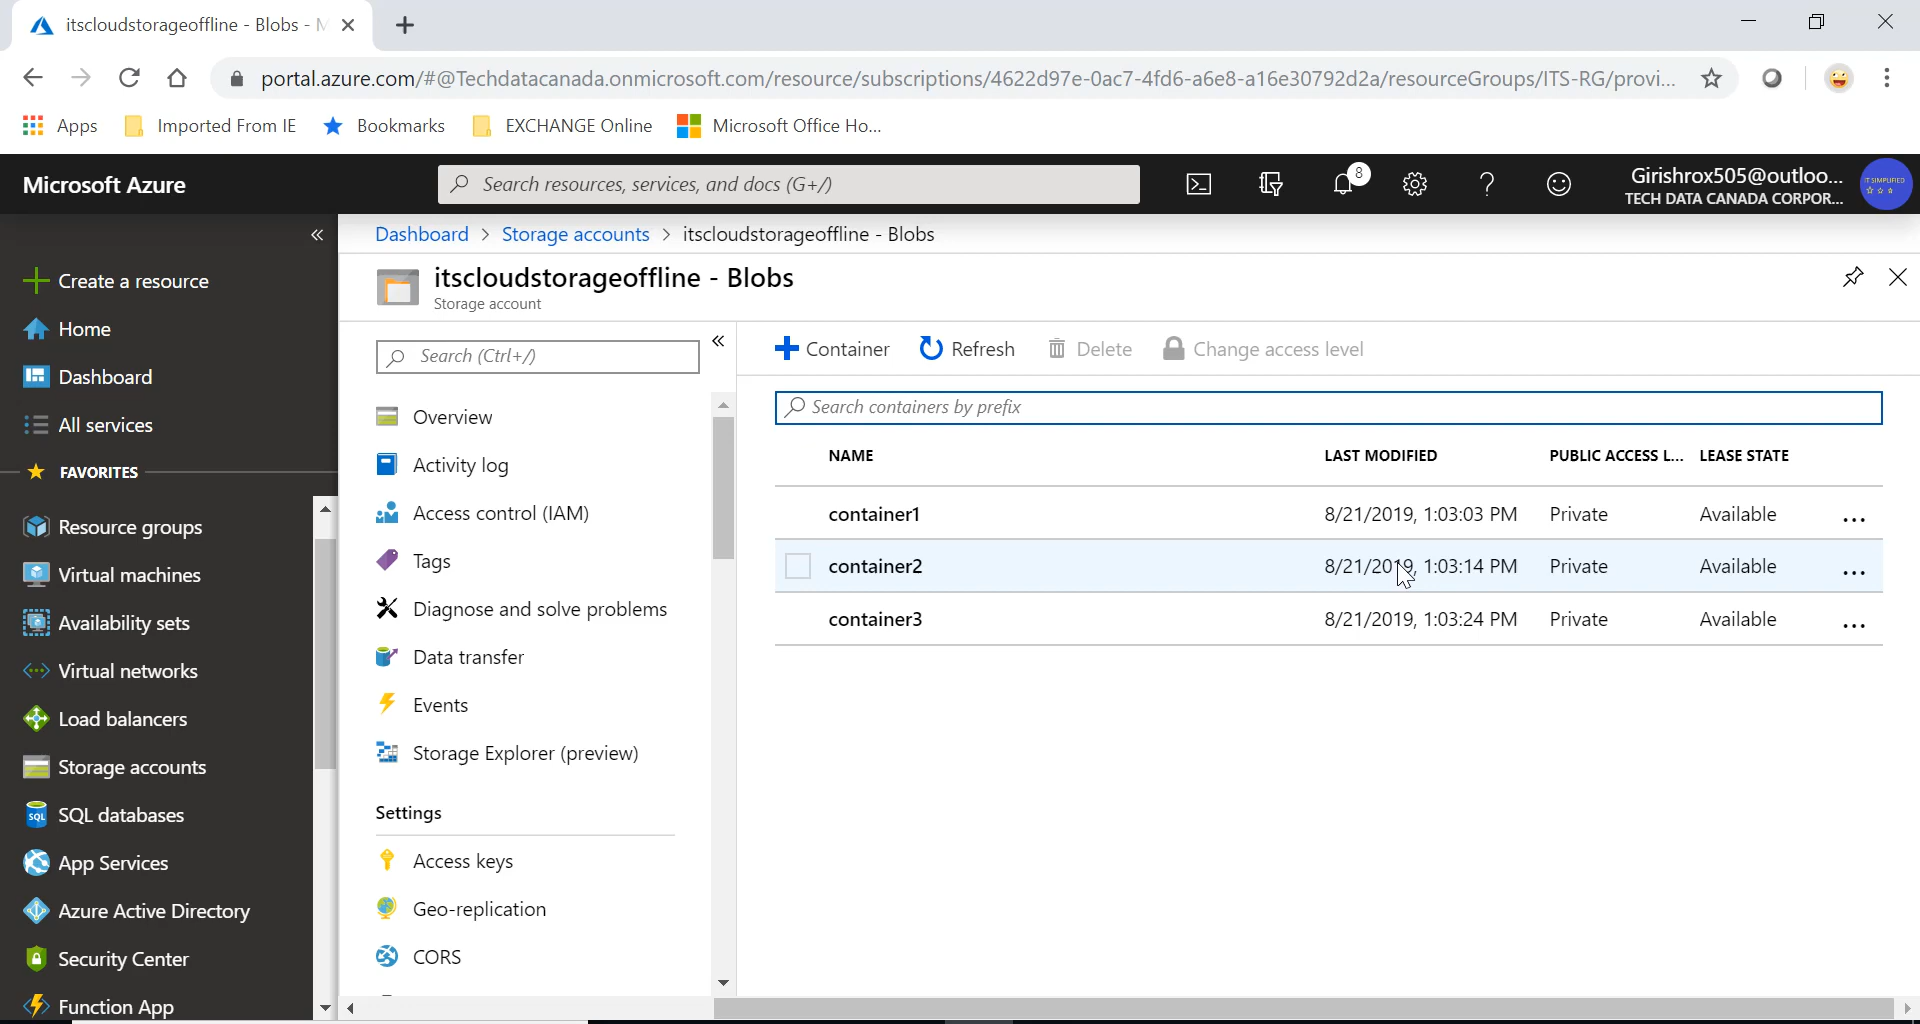 itscloudstorageoffline - Blobs - M
portal.azure.com/#@Techdatacanada.onmicrosoft.com/resource/subscriptions/4622d97e-0ac7-4fd6-a6e8-a16e30792d2a/resourceGroups/ITS-RG/provi...
Apps Imported From IE Bookmarks EXCHANGE Online Microsoft Office Ho...
Microsoft Azure
Search resources, services, and docs (G+/)
8
Girishrox505@outloo...
TECH DATA CANADA CORPOR...
IT SIMPLIFIED
Dashboard > Storage accounts > itscloudstorageoffline - Blobs
itscloudstorageoffline - Blobs
Storage account
Create a resource
Home
Dashboard
All services
FAVORITES
Resource groups
Virtual machines
Availability sets
Virtual networks
Load balancers
Storage accounts
SQL databases
App Services
Azure Active Directory
Security Center
Function App
Search (Ctrl+/)
Overview
Activity log
Access control (IAM)
Tags
Diagnose and solve problems
Data transfer
Events
Storage Explorer (preview)
Settings
Access keys
Geo-replication
CORS
Container Refresh Delete Change access level
Search containers by prefix
NAME LAST MODIFIED PUBLIC ACCESS L... LEASE STATE
container1 8/21/2019, 1:03:03 PM Private Available ...
container2 8/21/2019, 1:03:14 PM Private Available ...
container3 8/21/2019, 1:03:24 PM Private Available ...